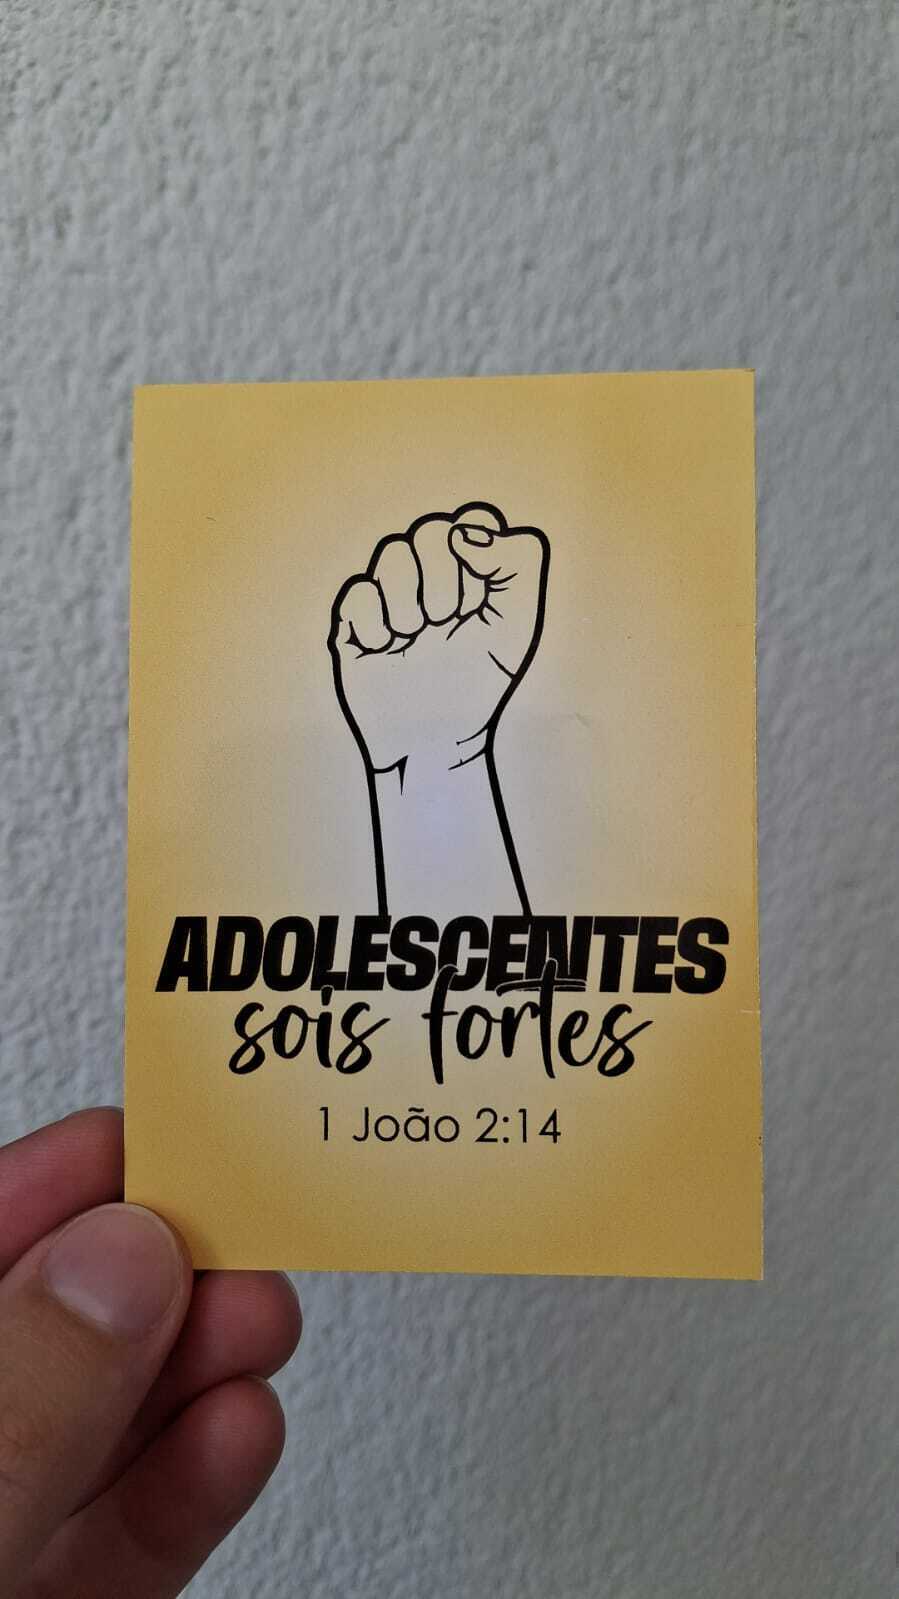 ADOLESCENTES
sois fortes
1 João 2:14